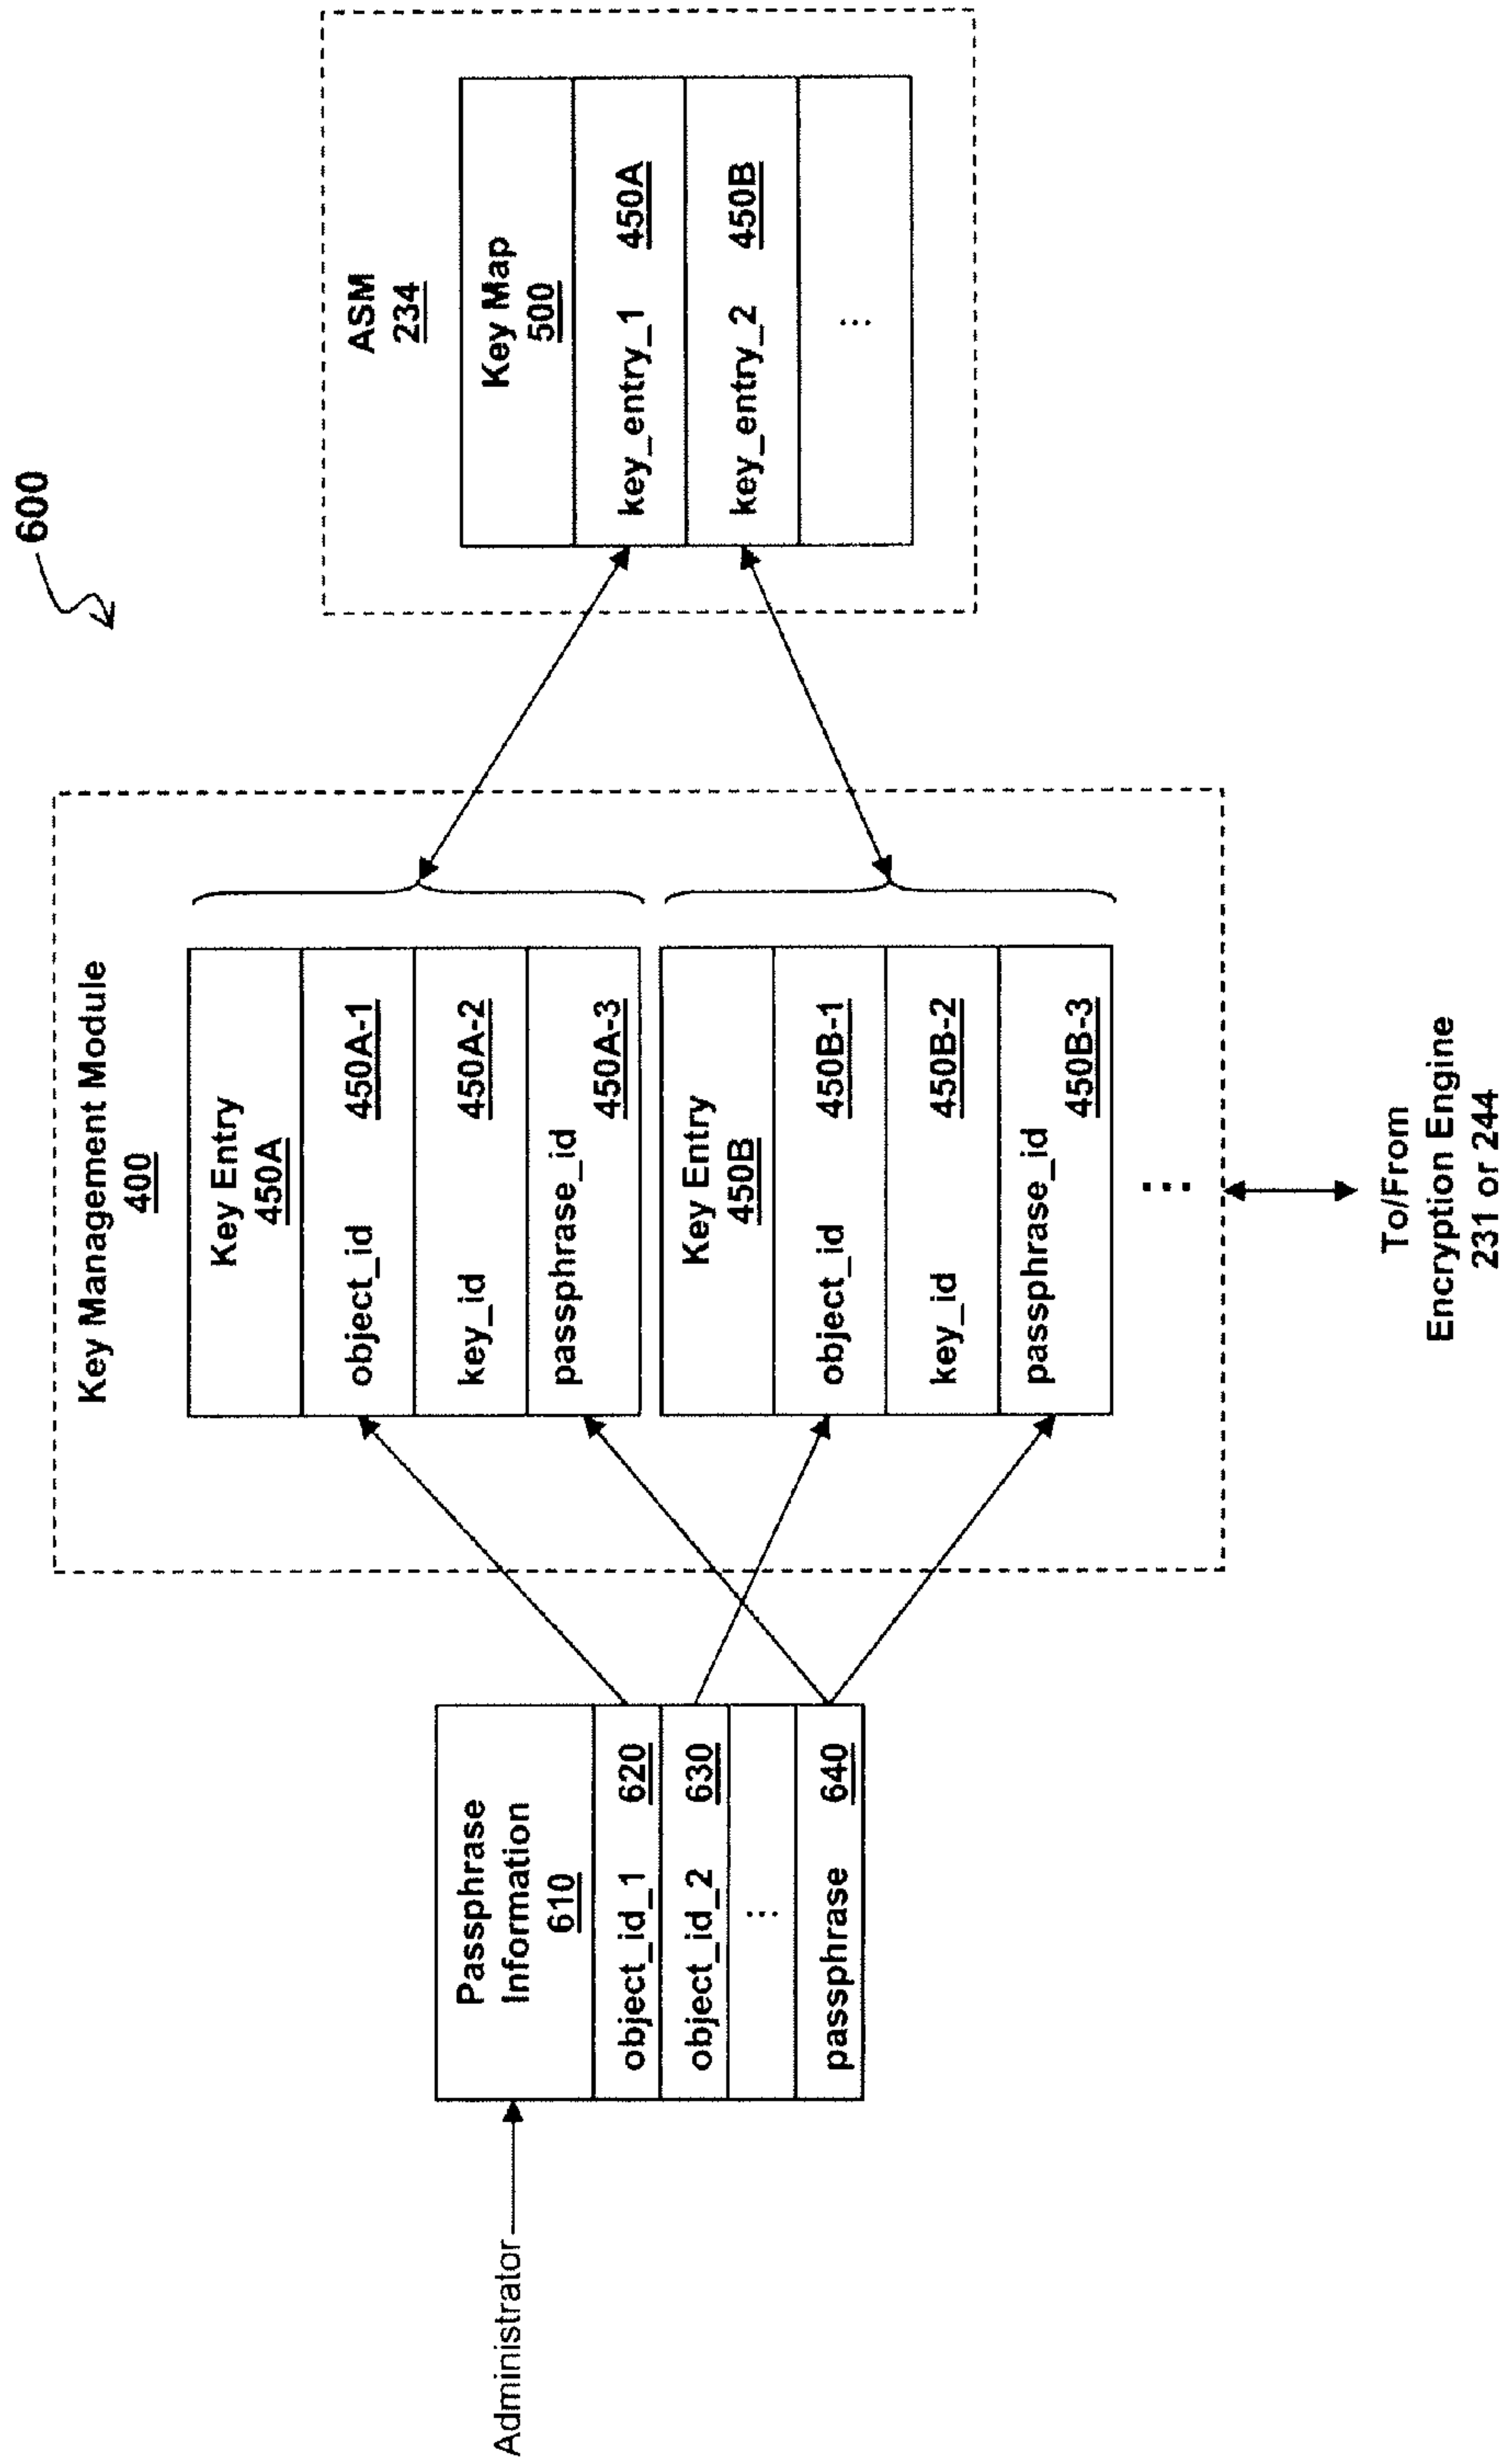 600
Administrator
Passphrase
Information
610
object_id_1 620
object_id_2 630
...
passphrase 640
Key Management Module
400
Key Entry
450A
object_id 450A-1
key_id 450A-2
passphrase_id
450A-3
Key Entry
450B
object_id 450B-1
key_id 450B-2
passphrase_id
450B-3
...
To/From
Encryption Engine
231 or 244
ASM
234
Key Map
500
key_entry_1 450A
key_entry_2 450B
...